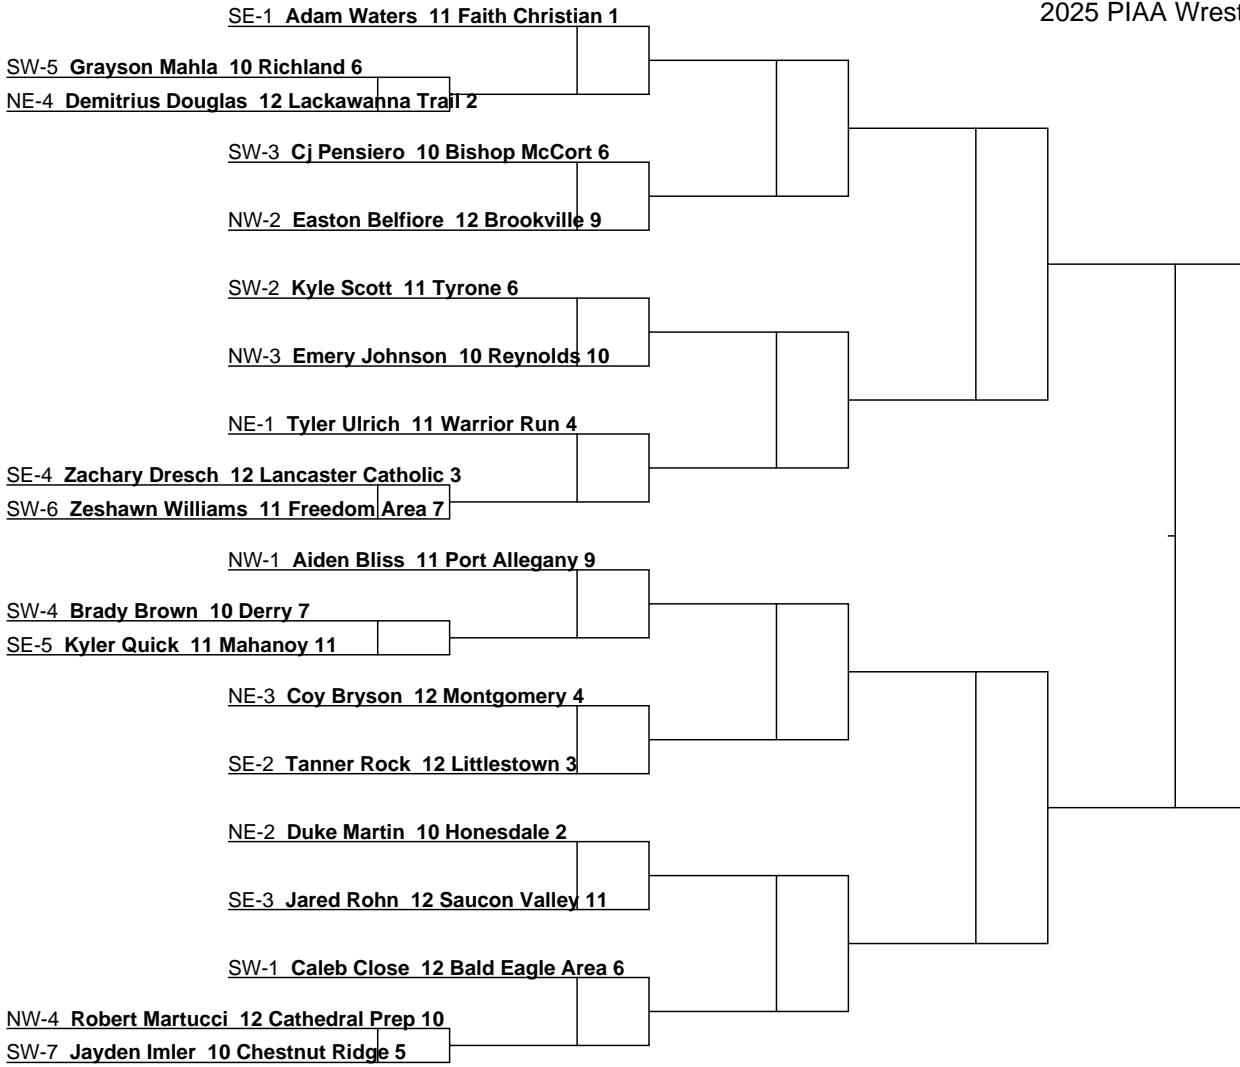 2025 PIAA Wrest
SE-1 Adam Waters 11 Faith Christian 1
SW-5 Grayson Mahla 10 Richland 6
NE-4 Demitrius Douglas 12 Lackawanna Trail 2
SW-3 Cj Pensiero 10 Bishop McCort 6
NW-2 Easton Belfiore 12 Brookville 9
SW-2 Kyle Scott 11 Tyrone 6
NW-3 Emery Johnson 10 Reynolds 10
NE-1 Tyler Ulrich 11 Warrior Run 4
SE-4 Zachary Dresch 12 Lancaster Catholic 3
SW-6 Zeshawn Williams 11 Freedom Area 7
NW-1 Aiden Bliss 11 Port Allegany 9
SW-4 Brady Brown 10 Derry 7
SE-5 Kyler Quick 11 Mahanoy 11
NE-3 Coy Bryson 12 Montgomery 4
SE-2 Tanner Rock 12 Littlestown 3
NE-2 Duke Martin 10 Honesdale 2
SE-3 Jared Rohn 12 Saucon Valley 11
SW-1 Caleb Close 12 Bald Eagle Area 6
NW-4 Robert Martucci 12 Cathedral Prep 10
SW-7 Jayden Imler 10 Chestnut Ridge 5